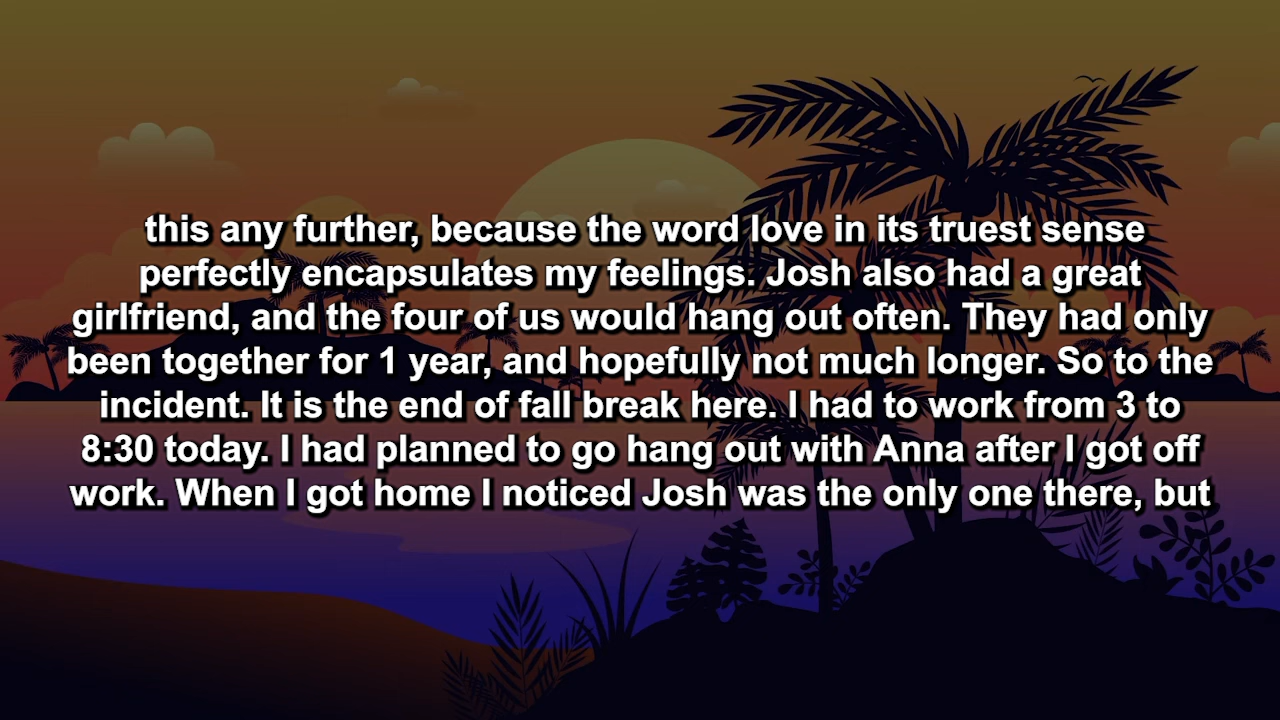 this any further, because the word love in its truest sense
perfectly encapsulates my feelings. Josh also had a great
girlfriend, and the four of us would hang out often. They had only
been together for 1 year, and hopefully not much longer. So to the
incident. It is the end of fall break here. I had to work from 3 to
8:30 today. I had planned to go hang out with Anna after I got off
work. When I got home I noticed Josh was the only one there, but